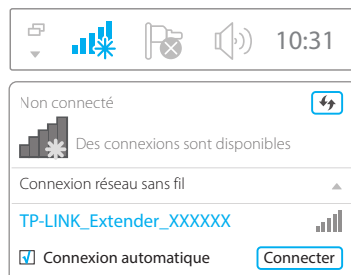 10:31
Non connecté
Des connexions sont disponibles
Connexion réseau sans fil
TP-LINK_Extender_XXXXXX
Connexion automatique Connecter